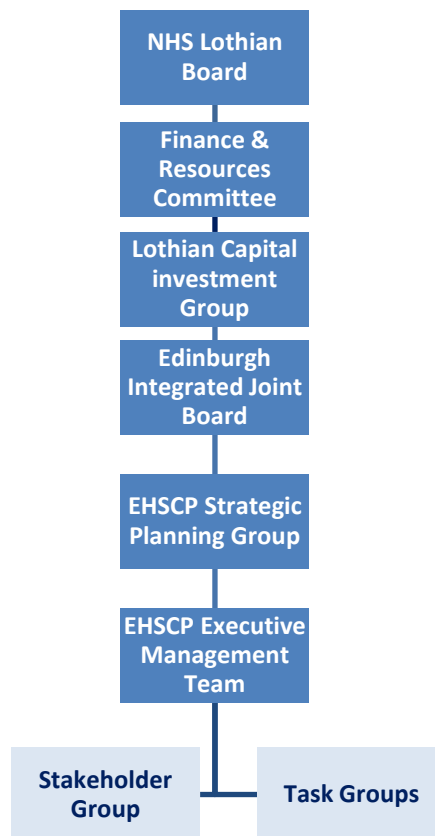 NHS Lothian
Board
Finance &
Resources
Committee
Lothian Capital
investment
Group
Edinburgh
Integrated Joint
Board
EHSCP Strategic
Planning Group
EHSCP Executive
Management
Team
Stakeholder
Group
Task Groups